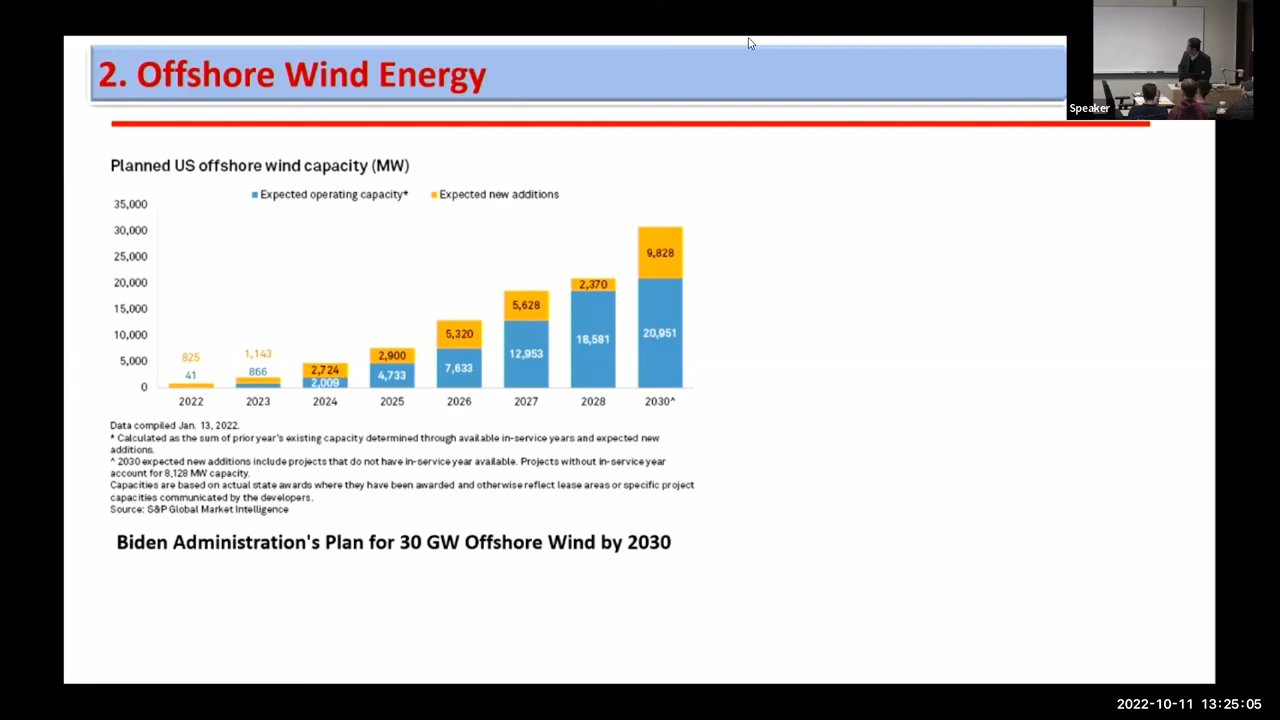 2. Offshore Wind Energy
Speaker
Planned US offshore wind capacity (MW)
Expected operating capacity* Expected new additions
35,000
30,000
25,000
20,000
15,000
10,000
5,000
0
825
41
1,143
866
2,724
2,009
2,900
4,733
5,320
7,633
5,628
12,953
2,370
18,581
9,828
20,951
2022 2023 2024 2025 2026 2027 2028 2030^
Data compiled Jan. 13, 2022.
* Calculated as the sum of prior year's existing capacity determined through available in-service years and expected new
additions.
^ 2030 expected new additions include projects that do not have in-service year available. Projects without in-service year
account for 8,128 MW capacity.
Capacities are based on actual state awards where they have been awarded and otherwise reflect lease areas or specific project
capacities communicated by the developers.
Source: S&P Global Market Intelligence
Biden Administration's Plan for 30 GW Offshore Wind by 2030
2022-10-11 13:25:05